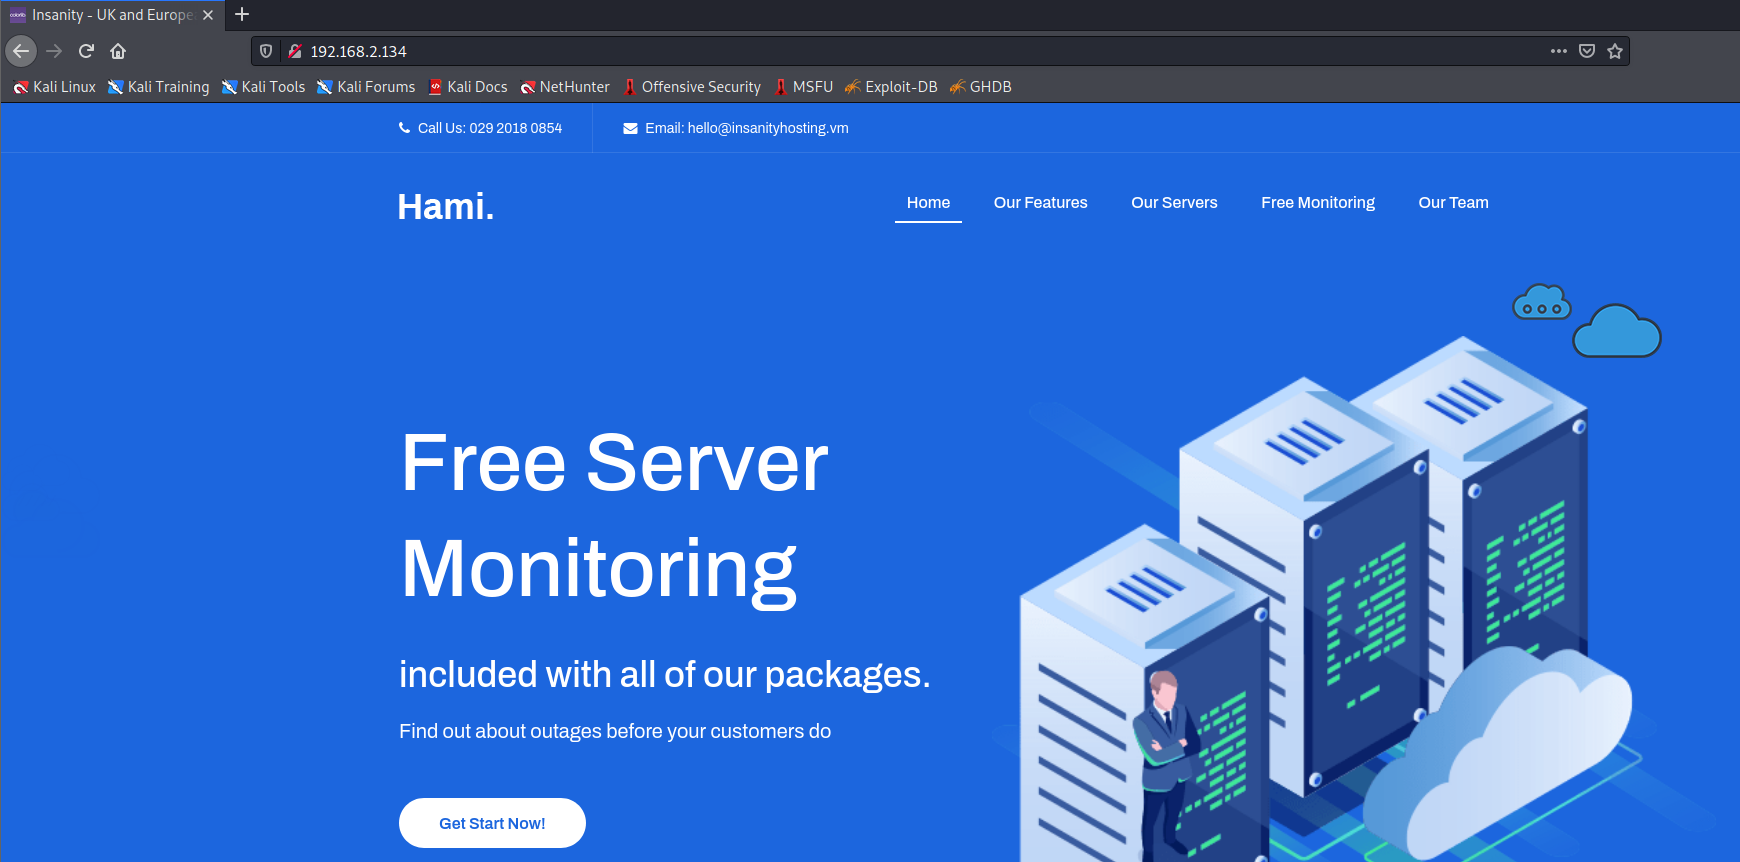 Insanity - UK and Europe
192.168.2.134
Kali Linux Kali Training Kali Tools Kali Forums Kali Docs NetHunter Offensive Security MSFU Exploit-DB GHDB
Call Us: 029 2018 0854 Email: hello@insanityhosting.vm
Hami. Home Our Features Our Servers Free Monitoring Our Team
Free Server
Monitoring
included with all of our packages.
Find out about outages before your customers do
Get Start Now!